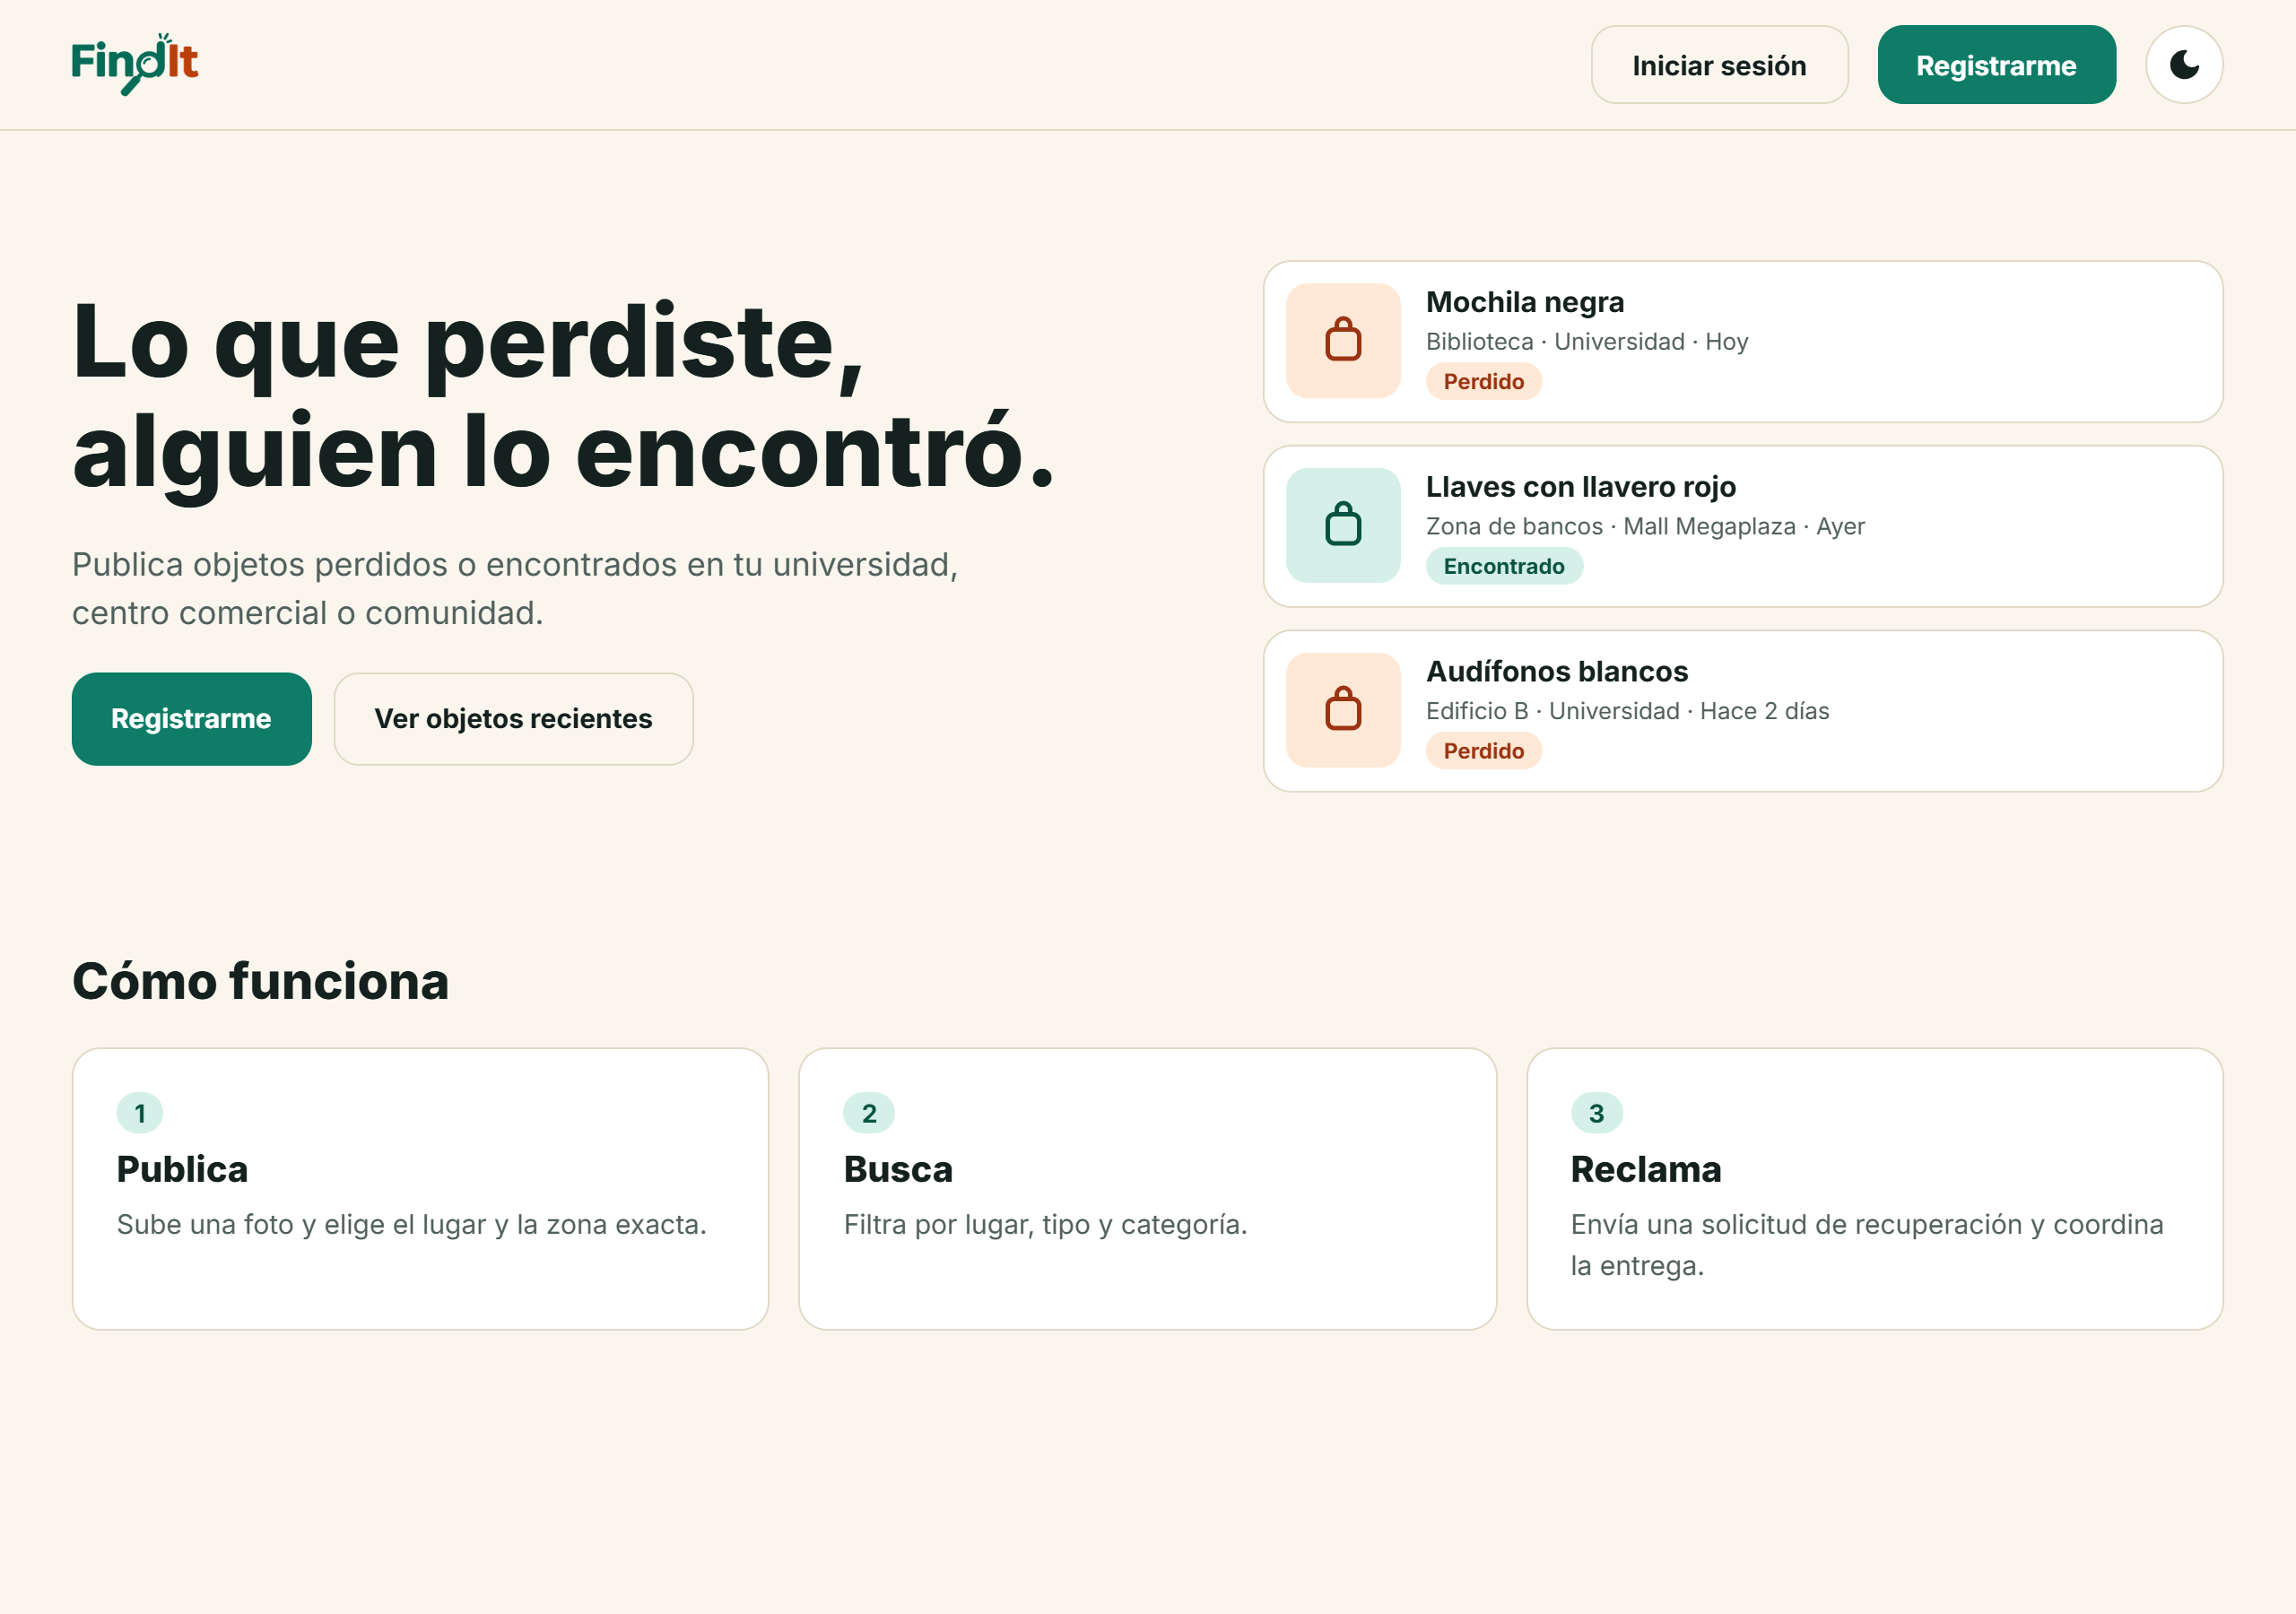 FindIt
Iniciar sesión
Registrarme
Lo que perdiste,
alguien lo encontró.
Publica objetos perdidos o encontrados en tu universidad,
centro comercial o comunidad.
Registrarme
Ver objetos recientes
Mochila negra
Biblioteca · Universidad · Hoy
Perdido
Llaves con llavero rojo
Zona de bancos · Mall Megaplaza · Ayer
Encontrado
Audífonos blancos
Edificio B · Universidad · Hace 2 días
Perdido
Cómo funciona
1
Publica
Sube una foto y elige el lugar y la zona exacta.
2
Busca
Filtra por lugar, tipo y categoría.
3
Reclama
Envía una solicitud de recuperación y coordina
la entrega.